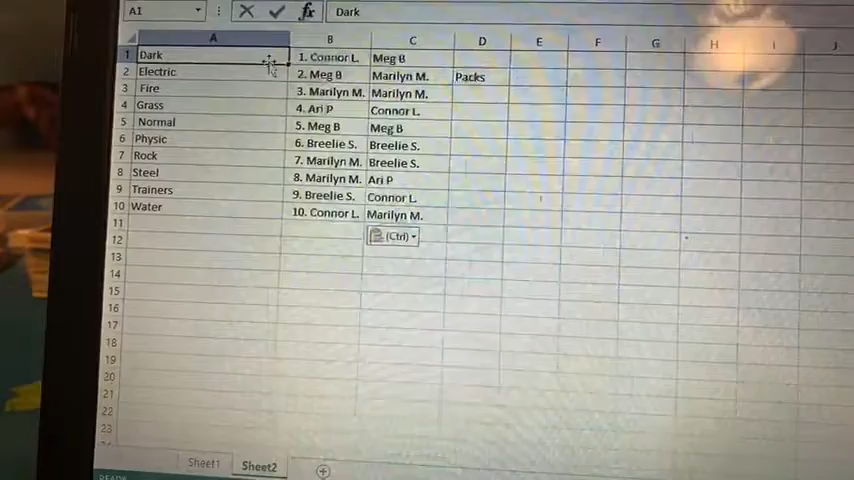 A1 fx Dark
A B C D E F G H I J
1 Dark 1. Connor L. Meg B
2 Electric 2. Meg B Marilyn M. Packs
3 Fire 3. Marilyn M. Marilyn M.
4 Grass 4. Ari P Connor L.
5 Normal 5. Meg B Meg B
6 Physic 6. Breelie S. Breelie S.
7 Rock 7. Marilyn M. Breelie S.
8 Steel 8. Marilyn M. Ari P
9 Trainers 9. Breelie S. Connor L.
10 Water 10. Connor L. Marilyn M.
11
12 (Ctrl)
13
14
15
16
17
18
19
20
21
22
23
Sheet1 Sheet2
READY